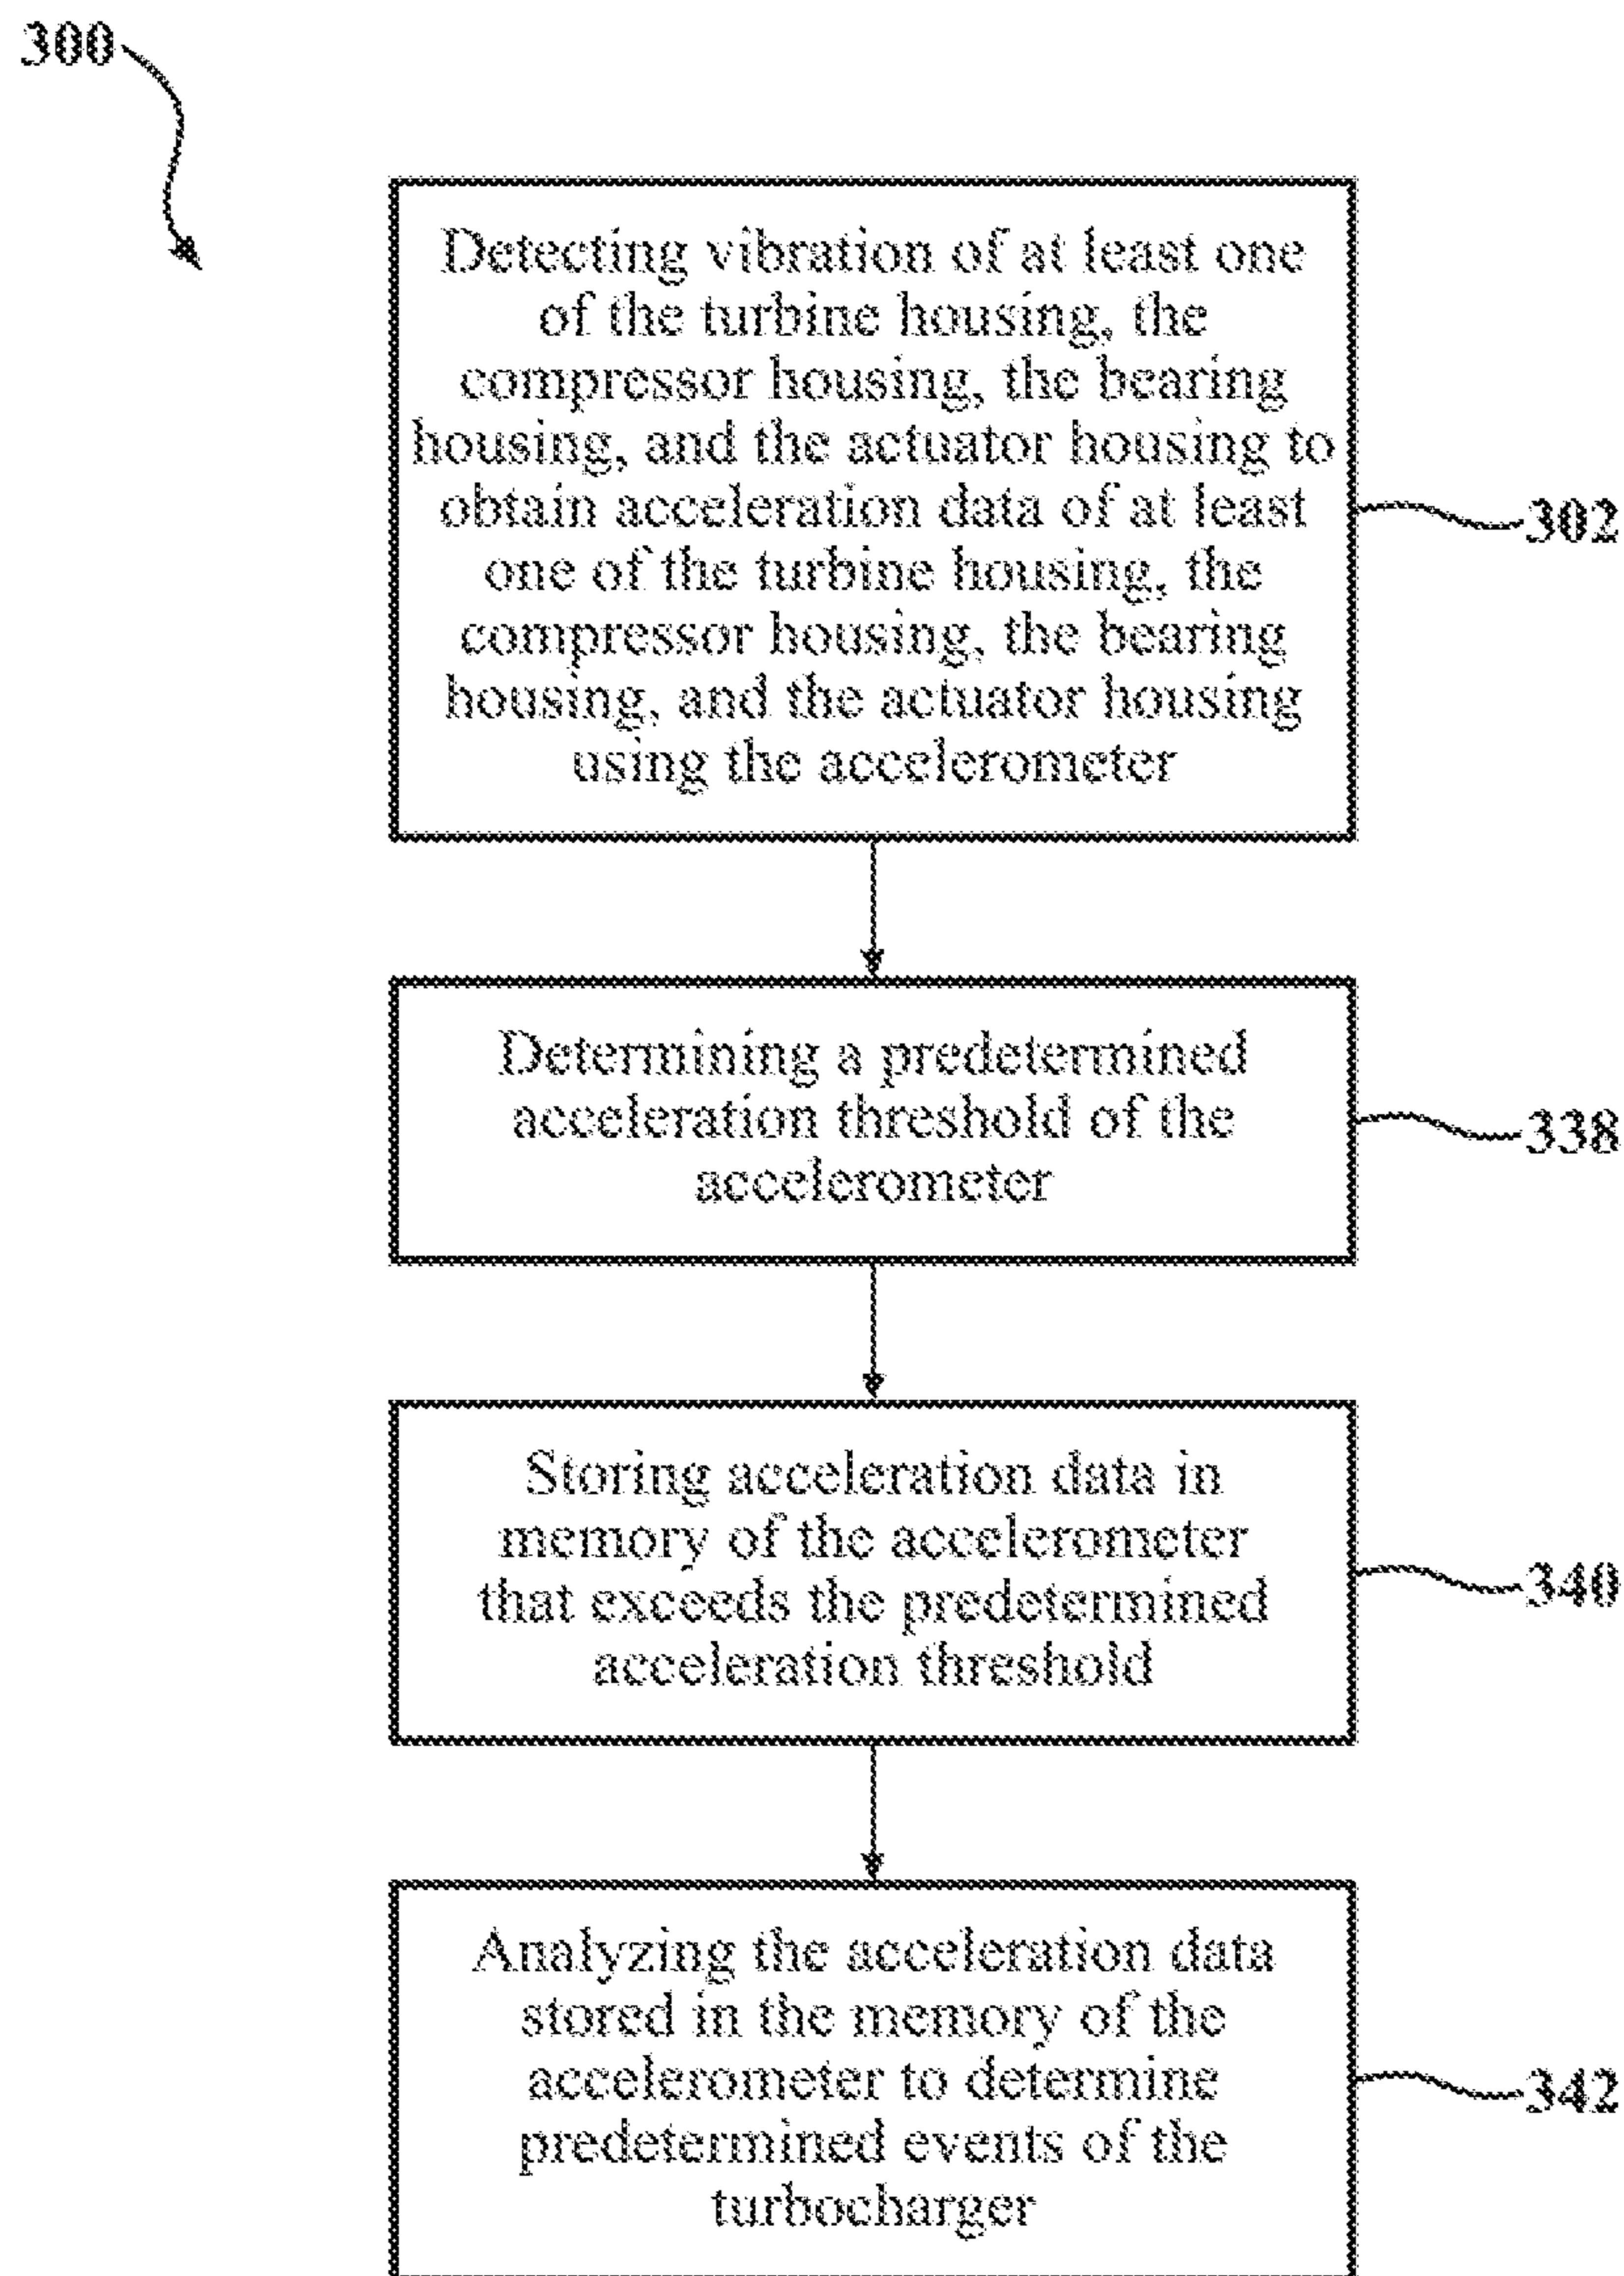 300
Detecting vibration of at least one
of the turbine housing, the
compressor housing, the bearing
housing, and the actuator housing to
obtain acceleration data of at least
one of the turbine housing, the
compressor housing, the bearing
housing, and the actuator housing
using the accelerometer
302
Determining a predetermined
acceleration threshold of the
accelerometer
338
Storing acceleration data in
memory of the accelerometer
that exceeds the predetermined
acceleration threshold
340
Analyzing the acceleration data
stored in the memory of the
accelerometer to determine
predetermined events of the
turbocharger
342